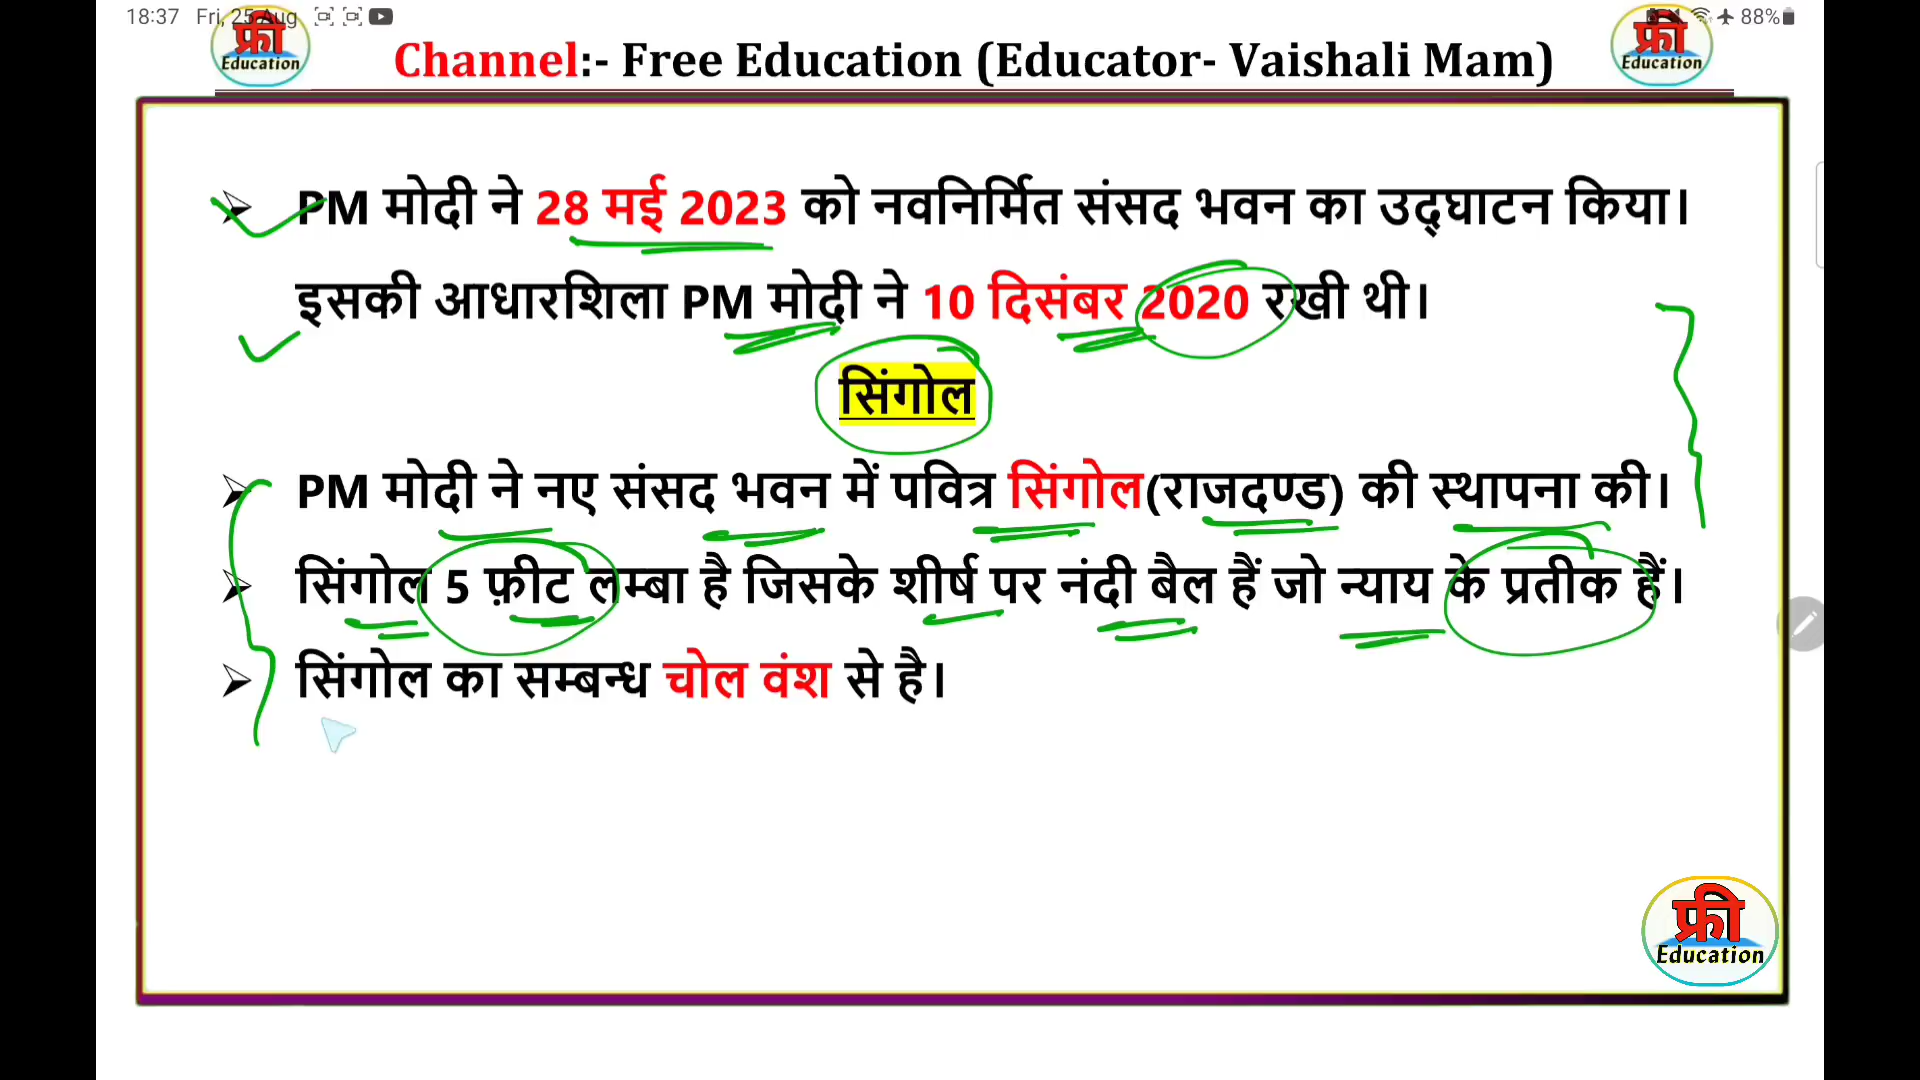 18:37 Fri, 25 Aug 88%
फ्री Education
Channel:- Free Education (Educator- Vaishali Mam)
फ्री Education
➢ PM मोदी ने 28 मई 2023 को नवनिर्मित संसद भवन का उद्घाटन किया।
इसकी आधारशिला PM मोदी ने 10 दिसंबर 2020 रखी थी।
सिंगोल
➢ PM मोदी ने नए संसद भवन में पवित्र सिंगोल(राजदण्ड) की स्थापना की।
➢ सिंगोल 5 फ़ीट लम्बा है जिसके शीर्ष पर नंदी बैल हैं जो न्याय के प्रतीक हैं।
➢ सिंगोल का सम्बन्ध चोल वंश से है।
फ्री
Education